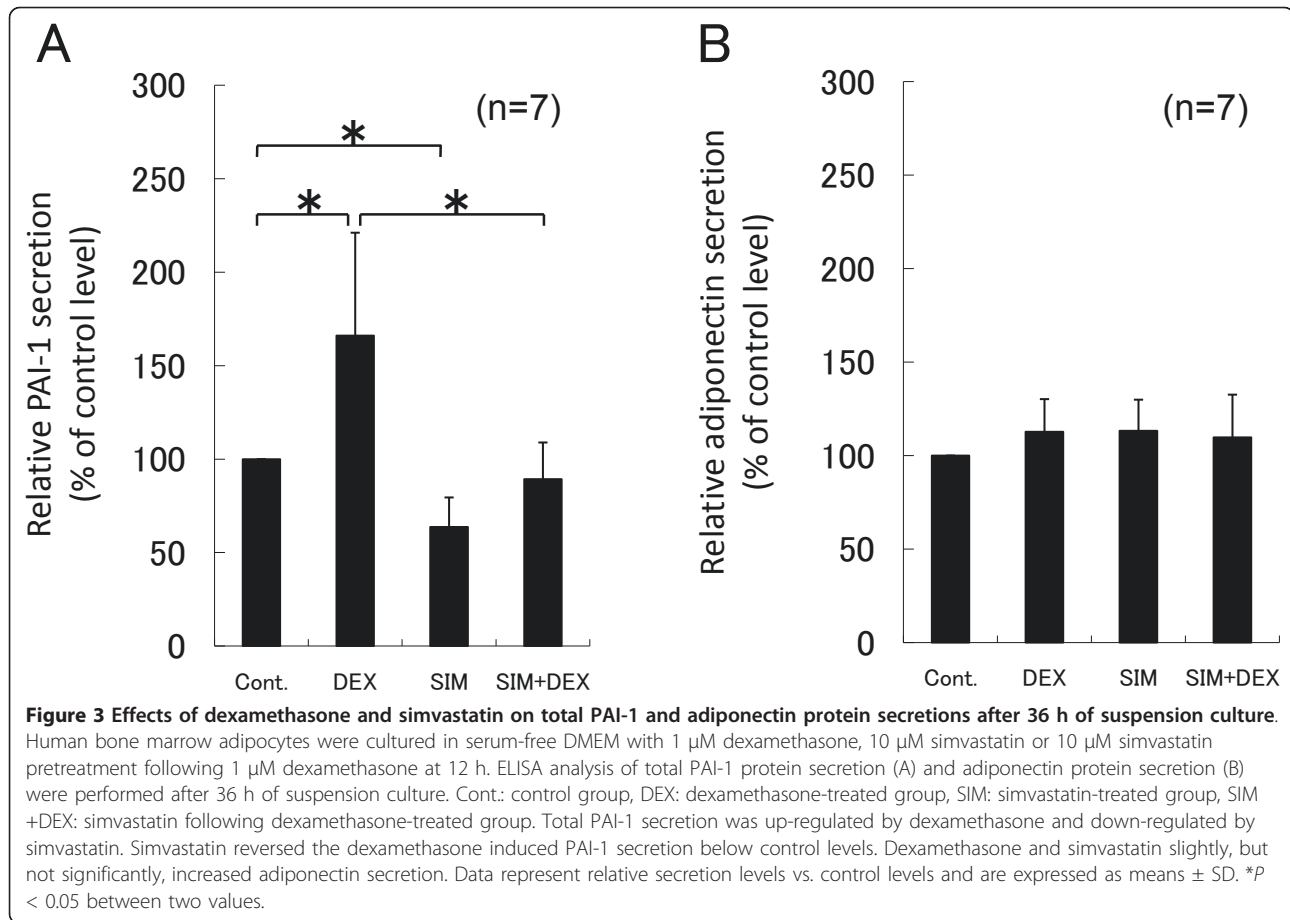 A
Relative PAI-1 secretion
(% of control level)
300
250
200
150
100
50
0
(n=7)
*
*
*
Cont. DEX SIM SIM+DEX
B
Relative adiponectin secretion
(% of control level)
300
250
200
150
100
50
0
(n=7)
Cont. DEX SIM SIM+DEX
Figure 3 Effects of dexamethasone and simvastatin on total PAI-1 and adiponectin protein secretions after 36 h of suspension culture.
Human bone marrow adipocytes were cultured in serum-free DMEM with 1 μM dexamethasone, 10 μM simvastatin or 10 μM simvastatin
pretreatment following 1 μM dexamethasone at 12 h. ELISA analysis of total PAI-1 protein secretion (A) and adiponectin protein secretion (B)
were performed after 36 h of suspension culture. Cont.: control group, DEX: dexamethasone-treated group, SIM: simvastatin-treated group, SIM
+DEX: simvastatin following dexamethasone-treated group. Total PAI-1 secretion was up-regulated by dexamethasone and down-regulated by
simvastatin. Simvastatin reversed the dexamethasone induced PAI-1 secretion below control levels. Dexamethasone and simvastatin slightly, but
not significantly, increased adiponectin secretion. Data represent relative secretion levels vs. control levels and are expressed as means ± SD. *P
< 0.05 between two values.